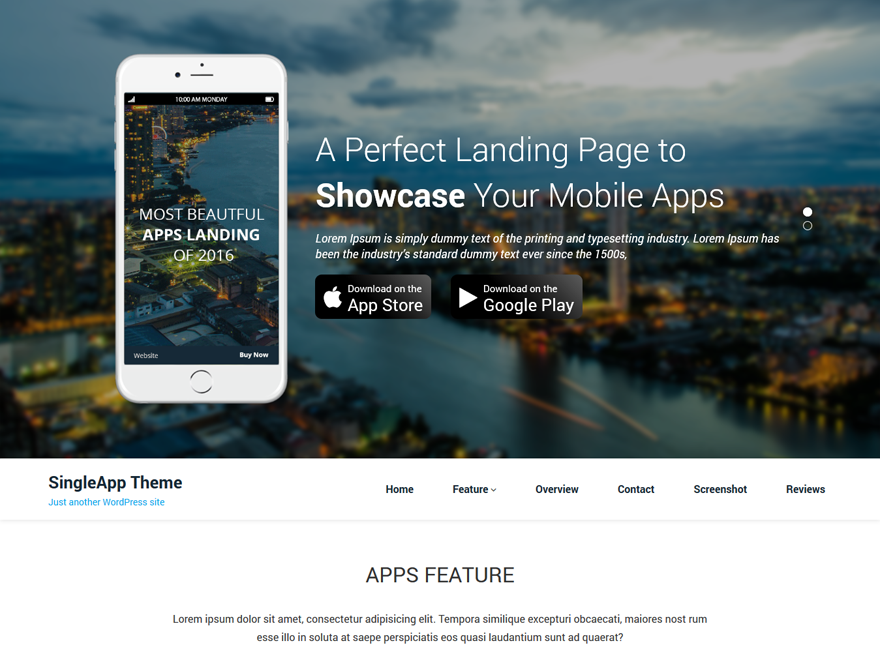 10:00 AM MONDAY
MOST BEAUTFUL
APPS LANDING
OF 2016
Website
Buy Now
A Perfect Landing Page to
Showcase Your Mobile Apps
Lorem Ipsum is simply dummy text of the printing and typesetting industry. Lorem Ipsum has
been the industry's standard dummy text ever since the 1500s,
Download on the
App Store
Download on the
Google Play
SingleApp Theme
Just another WordPress site
Home Feature Overview Contact Screenshot Reviews
APPS FEATURE
Lorem ipsum dolor sit amet, consectetur adipisicing elit. Tempora similique excepturi obcaecati, maiores nost rum
esse illo in soluta at saepe perspiciatis eos quasi laudantium sunt ad quaerat?